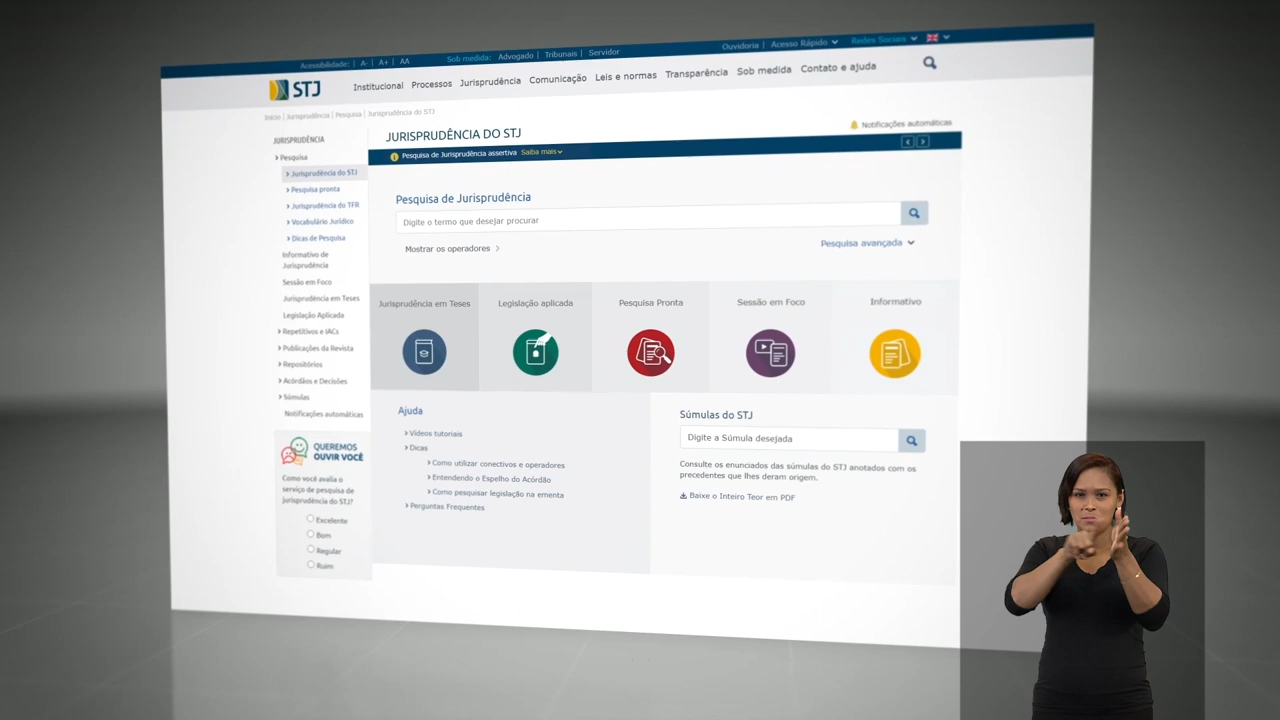 Acessibilidade: | A- | A+ | AA
Sob medida: Advogado | Tribunais | Servidor
Ouvidoria | Acesso Rápido
Redes Sociais
STJ
Institucional Processos Jurisprudência Comunicação Leis e normas Transparência Sob medida Contato e ajuda
Início | Jurisprudência | Pesquisa | Jurisprudência do STJ
JURISPRUDÊNCIA
Pesquisa
Jurisprudência do STJ
Pesquisa pronta
Jurisprudência do TFR
Vocabulário Jurídico
Dicas de Pesquisa
Informativo de
Jurisprudência
Sessão em Foco
Jurisprudência em Teses
Legislação Aplicada
Repetitivos e IACs
Publicações da Revista
Repositórios
Acórdãos e Decisões
Súmulas
Notificações automáticas
QUEREMOS
OUVIR VOCÊ
Como você avalia o
serviço de pesquisa de
jurisprudência do STJ?
Excelente
Bom
Regular
Ruim
JURISPRUDÊNCIA DO STJ
Notificações automáticas
Pesquisa de Jurisprudência assertiva Saiba mais
Pesquisa de Jurisprudência
Digite o termo que desejar procurar
Mostrar os operadores
Pesquisa avançada
Jurisprudência em Teses
Legislação aplicada
Pesquisa Pronta
Sessão em Foco
Informativo
Ajuda
Vídeos tutoriais
Dicas
Como utilizar conectivos e operadores
Entendendo o Espelho do Acórdão
Como pesquisar legislação na ementa
Perguntas Frequentes
Súmulas do STJ
Digite a Súmula desejada
Consulte os enunciados das súmulas do STJ anotados com os
precedentes que lhes deram origem.
Baixe o Inteiro Teor em PDF